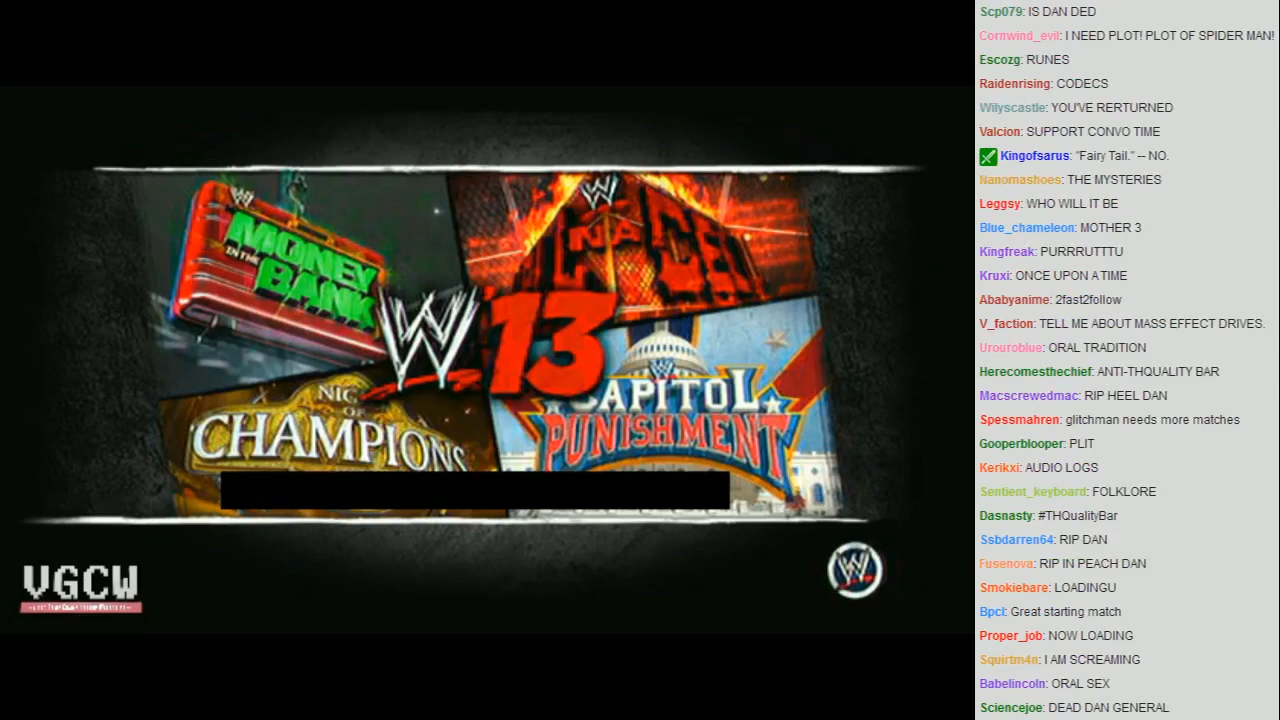 W
MONEY
IN THE
BANK
W
IN A CELL
W '13
NIG
OF
CHAMPIONS
W
CAPITOL
PUNISHMENT
VGCW
W
Scp079: IS DAN DED
Cornwind_evil: I NEED PLOT! PLOT OF SPIDER MAN!
Escozg: RUNES
Raidenrising: CODECS
Wilyscastle: YOU'VE RERTURNED
Valcion: SUPPORT CONVO TIME
Kingofsarus: "Fairy Tail." -- NO.
Nanomashoes: THE MYSTERIES
Leggsy: WHO WILL IT BE
Blue_chameleon: MOTHER 3
Kingfreak: PURRRUTTTU
Kruxi: ONCE UPON A TIME
Ababyanime: 2fast2follow
V_faction: TELL ME ABOUT MASS EFFECT DRIVES.
Urouroblue: ORAL TRADITION
Herecomesthechief: ANTI-THQUALITY BAR
Macscrewedmac: RIP HEEL DAN
Spessmahren: glitchman needs more matches
Gooperblooper: PLIT
Kerikxi: AUDIO LOGS
Sentient_keyboard: FOLKLORE
Dasnasty: #THQualityBar
Ssbdarren64: RIP DAN
Fusenova: RIP IN PEACH DAN
Smokiebare: LOADINGU
Bpcl: Great starting match
Proper_job: NOW LOADING
Squirtm4n: I AM SCREAMING
Babelincoln: ORAL SEX
Sciencejoe: DEAD DAN GENERAL